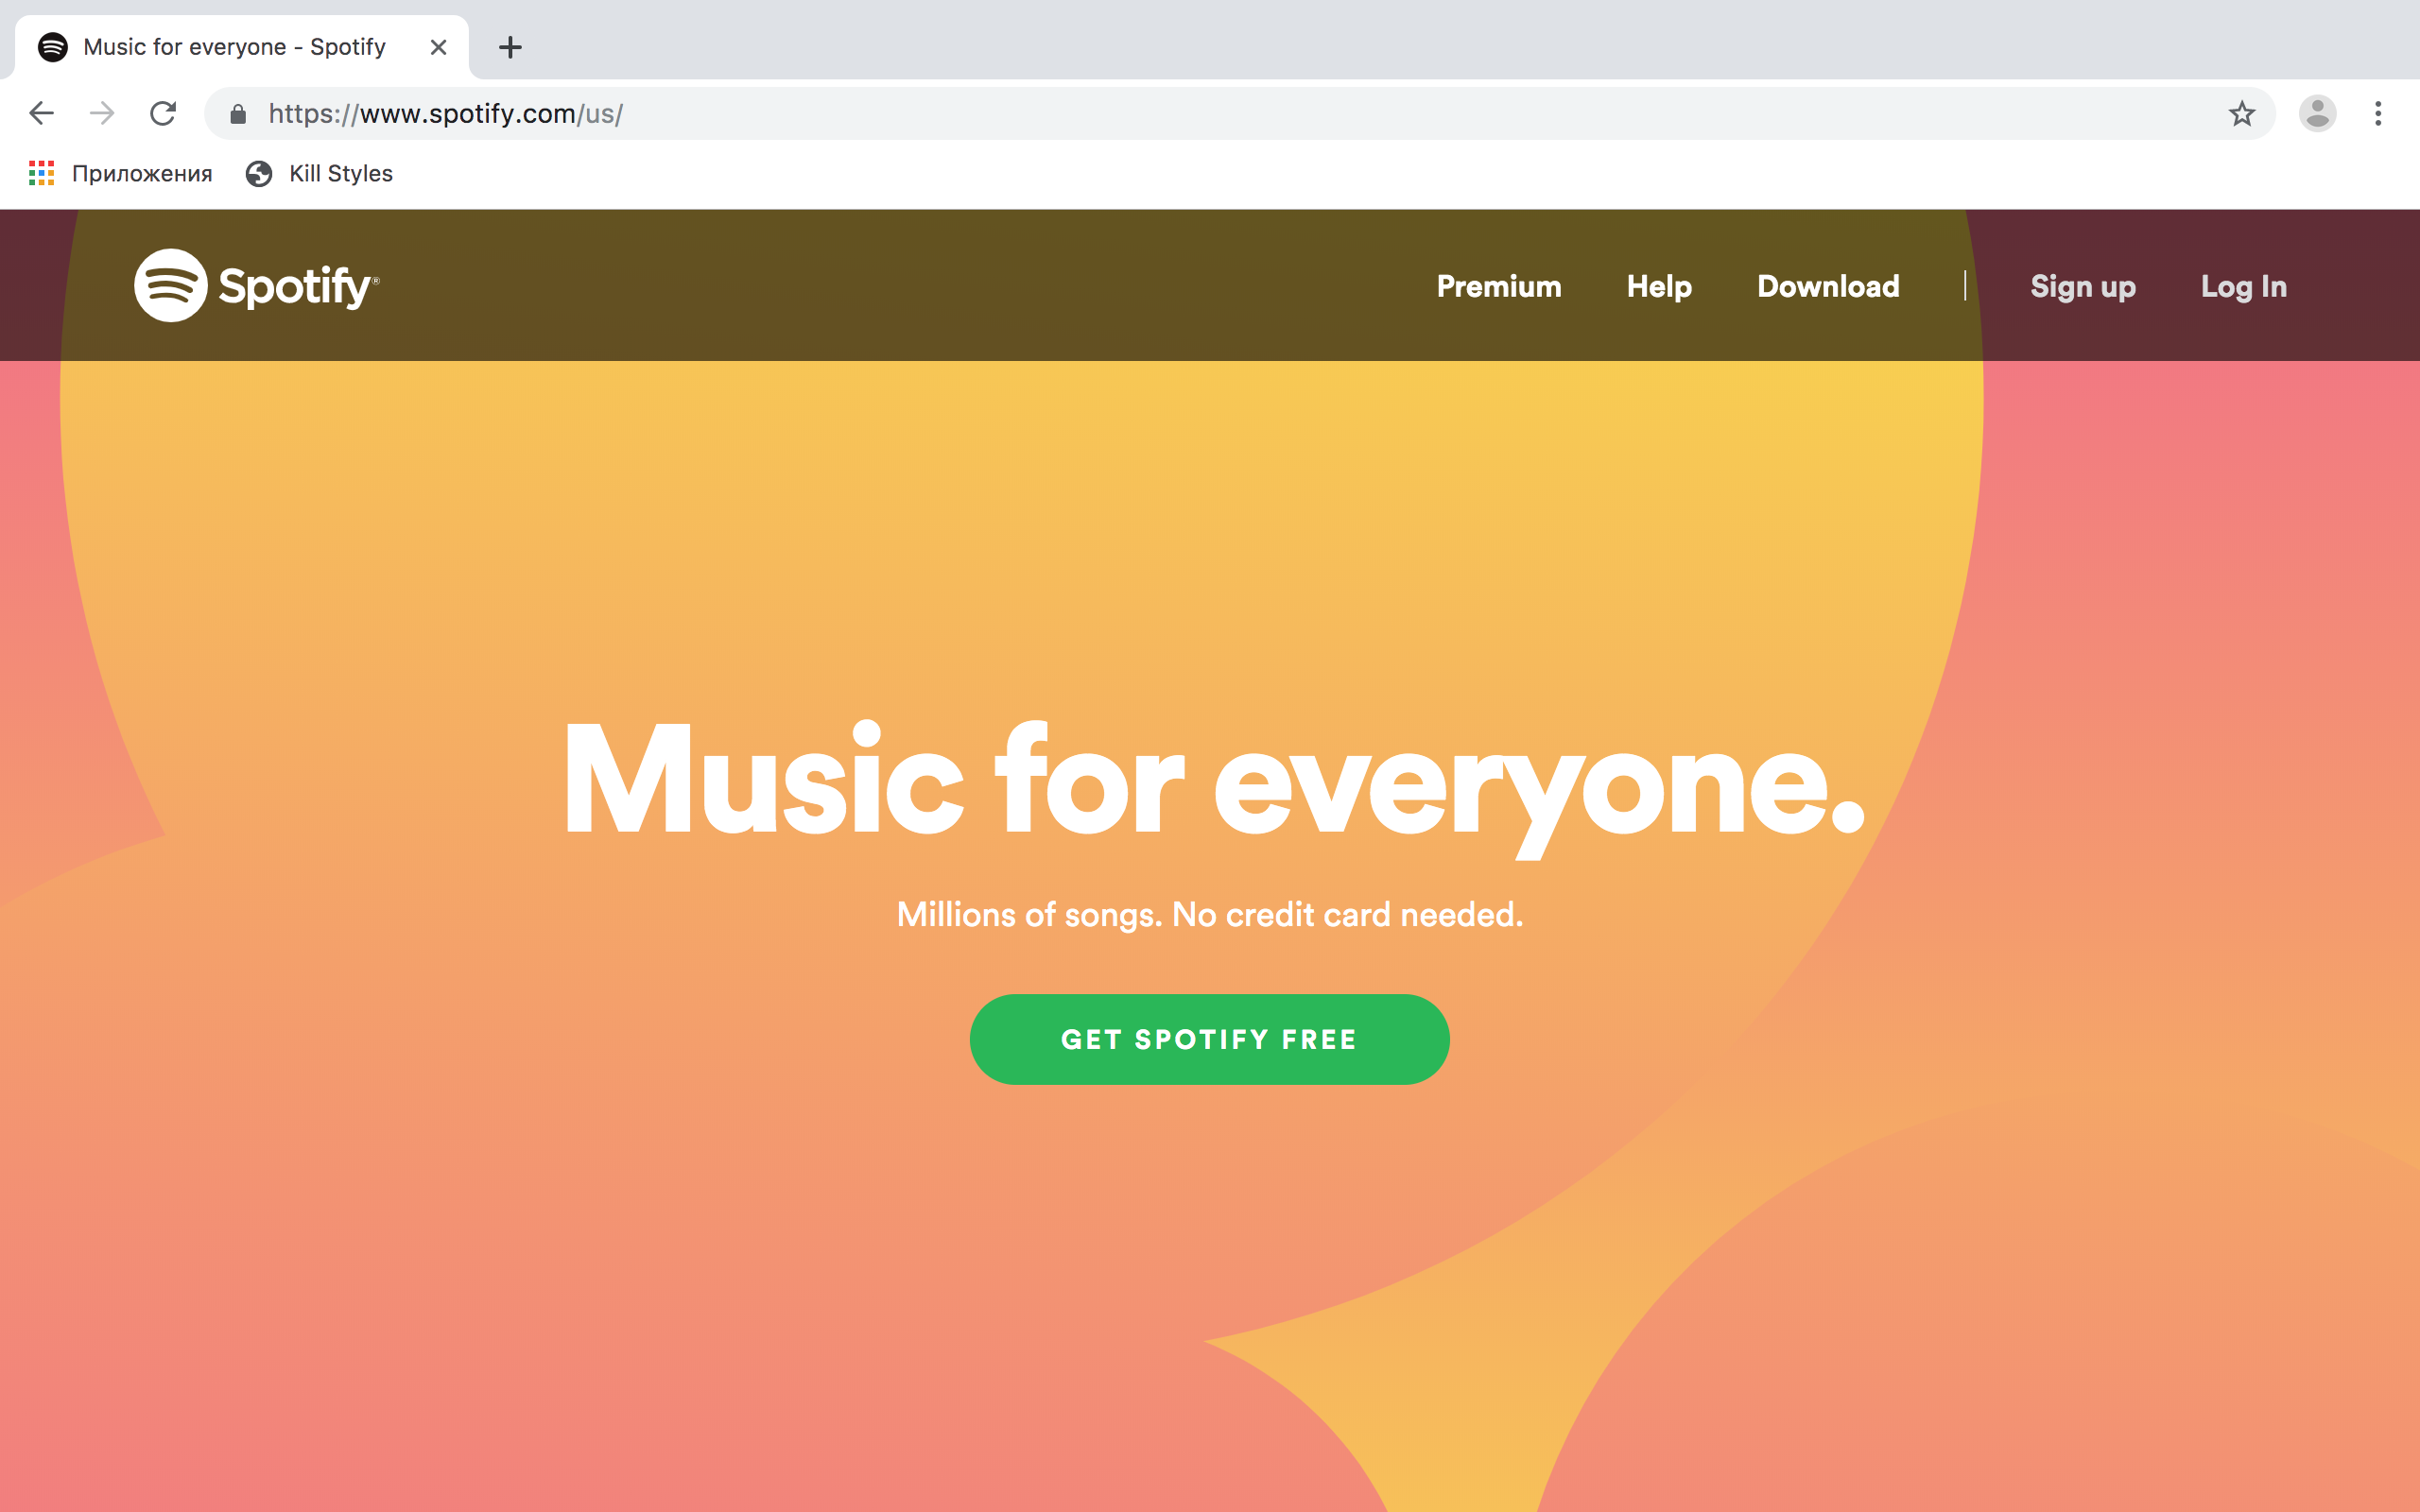 Music for everyone - Spotify
https://www.spotify.com/us/
Приложения Kill Styles
Spotify® Premium Help Download | Sign up Log In
Music for everyone.
Millions of songs. No credit card needed.
GET SPOTIFY FREE